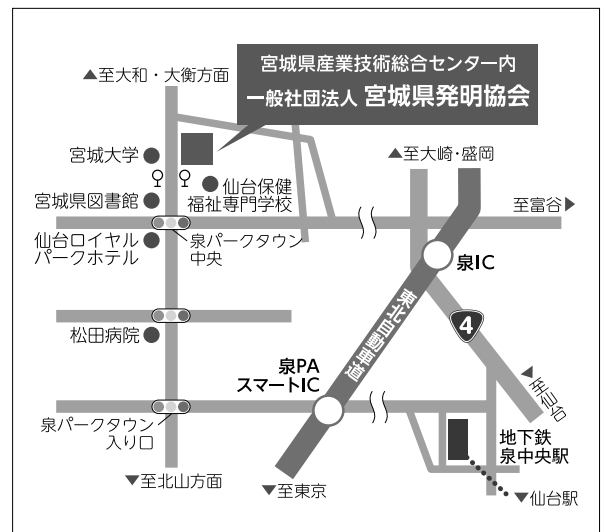 宮城県産業技術総合センター内
一般社団法人 宮城県発明協会
▲至大和・大衡方面
宮城大学
仙台保健
福祉専門学校
宮城県図書館
▲至大崎・盛岡
至富谷▶
仙台ロイヤル
パークホテル
泉パークタウン
中央
泉IC
東北自動車道
4
松田病院
泉PA
スマートIC
▲至仙台
泉パークタウン
入り口
地下鉄
泉中央駅
▼至北山方面
▼至東京
▼仙台駅